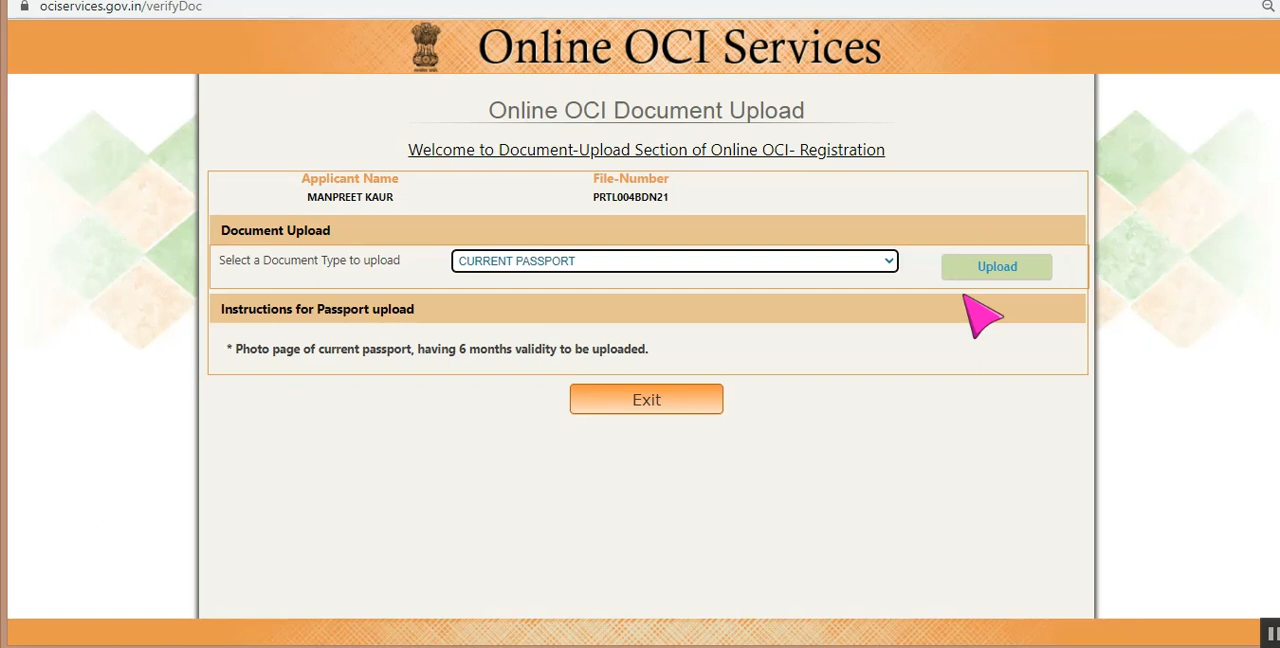 ociservices.gov.in/verifyDoc
Online OCI Services
Online OCI Document Upload
Welcome to Document-Upload Section of Online OCI- Registration
Applicant Name File-Number
MANPREET KAUR PRTL004BDN21
Document Upload
Select a Document Type to upload CURRENT PASSPORT Upload
Instructions for Passport upload
* Photo page of current passport, having 6 months validity to be uploaded.
Exit